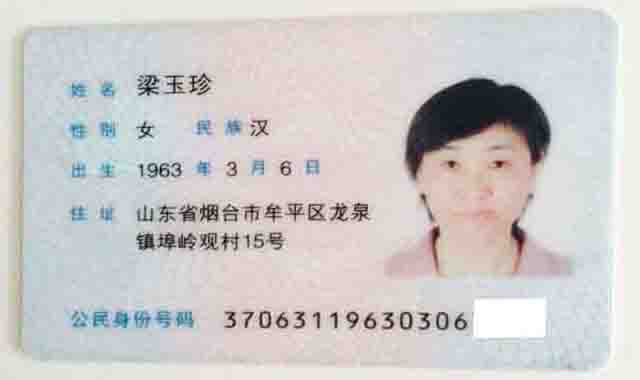 姓名 梁玉珍
性别 女 民族 汉
出生 1963 年 3 月 6 日
住址 山东省烟台市牟平区龙泉
镇埠岭观村15号
公民身份号码 37063119630306